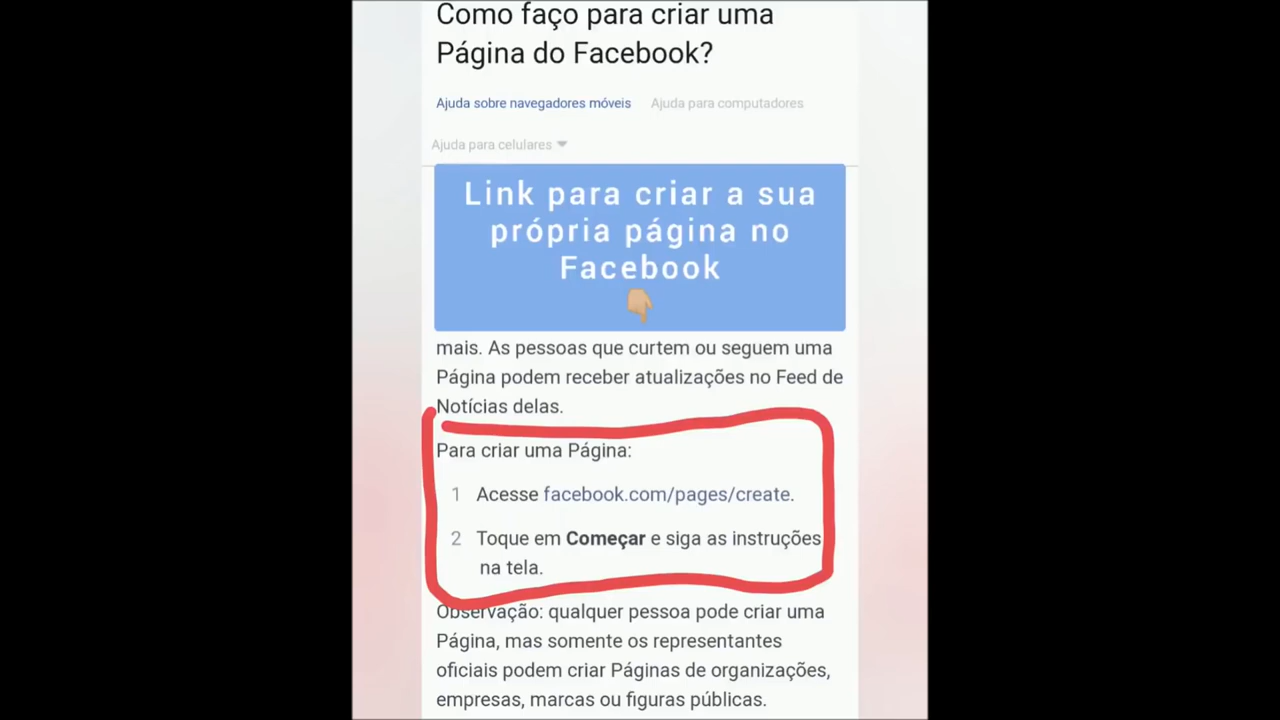 Como faço para criar uma
Página do Facebook?
Ajuda sobre navegadores móveis Ajuda para computadores
Ajuda para celulares
Link para criar a sua
própria página no
Facebook
mais. As pessoas que curtem ou seguem uma
Página podem receber atualizações no Feed de
Notícias delas.
Para criar uma Página:
1 Acesse facebook.com/pages/create.
2 Toque em Começar e siga as instruções
na tela.
Observação: qualquer pessoa pode criar uma
Página, mas somente os representantes
oficiais podem criar Páginas de organizações,
empresas, marcas ou figuras públicas.